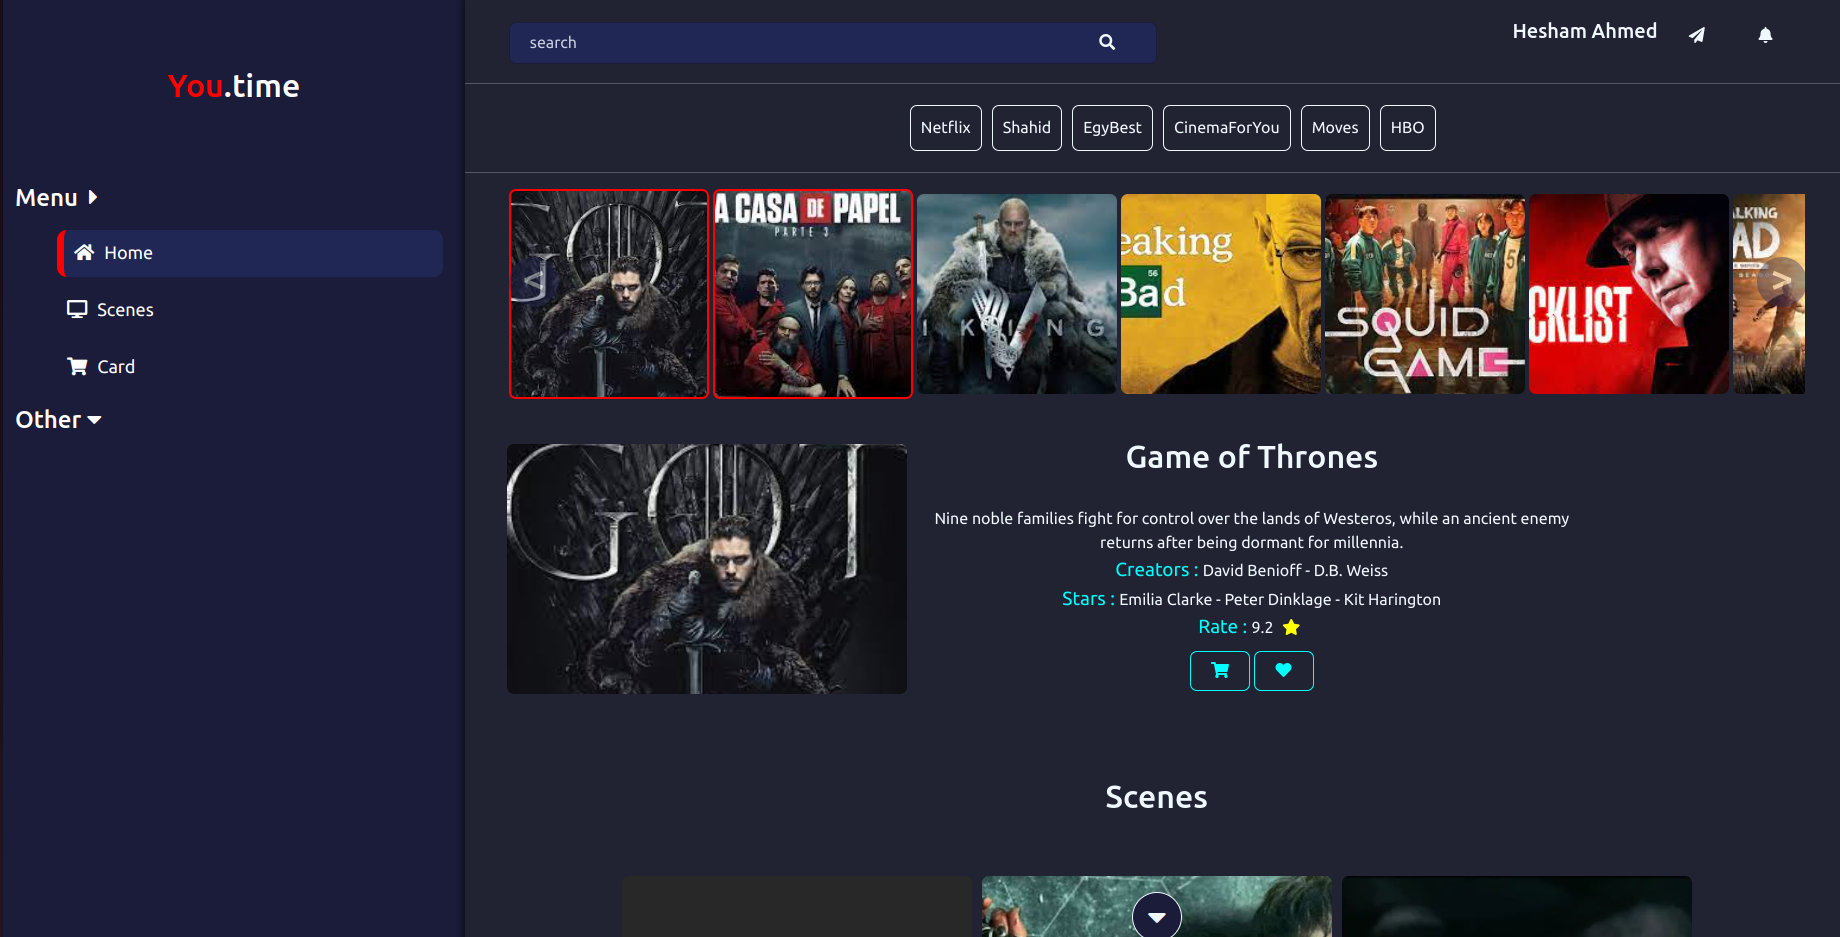 You.time
Menu
Home
Scenes
Card
Other
search
Hesham Ahmed
Netflix
Shahid
EgyBest
CinemaForYou
Moves
HBO
<
A CASA DE PAPEL
PARTE 3
IKING
eaking
56
Bad
SQUID
GAME
CKLIST
LKING
AD
>
GOT
Game of Thrones
Nine noble families fight for control over the lands of Westeros, while an ancient enemy
returns after being dormant for millennia.
Creators : David Benioff - D.B. Weiss
Stars : Emilia Clarke - Peter Dinklage - Kit Harington
Rate : 9.2
Scenes